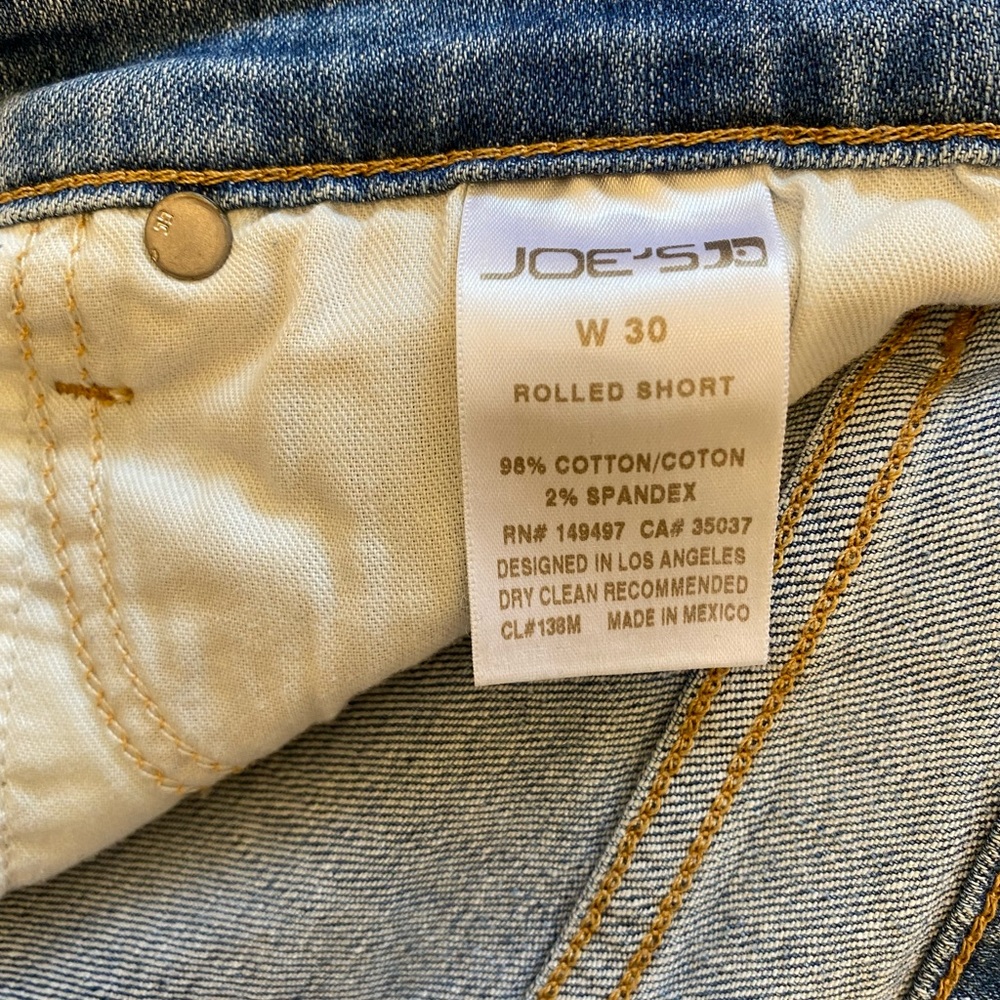 JOE'S
W 30
ROLLED SHORT
98% COTTON/COTON
2% SPANDEX
RN# 149497 CA# 35037
DESIGNED IN LOS ANGELES
DRY CLEAN RECOMMENDED
CL#138M MADE IN MEXICO